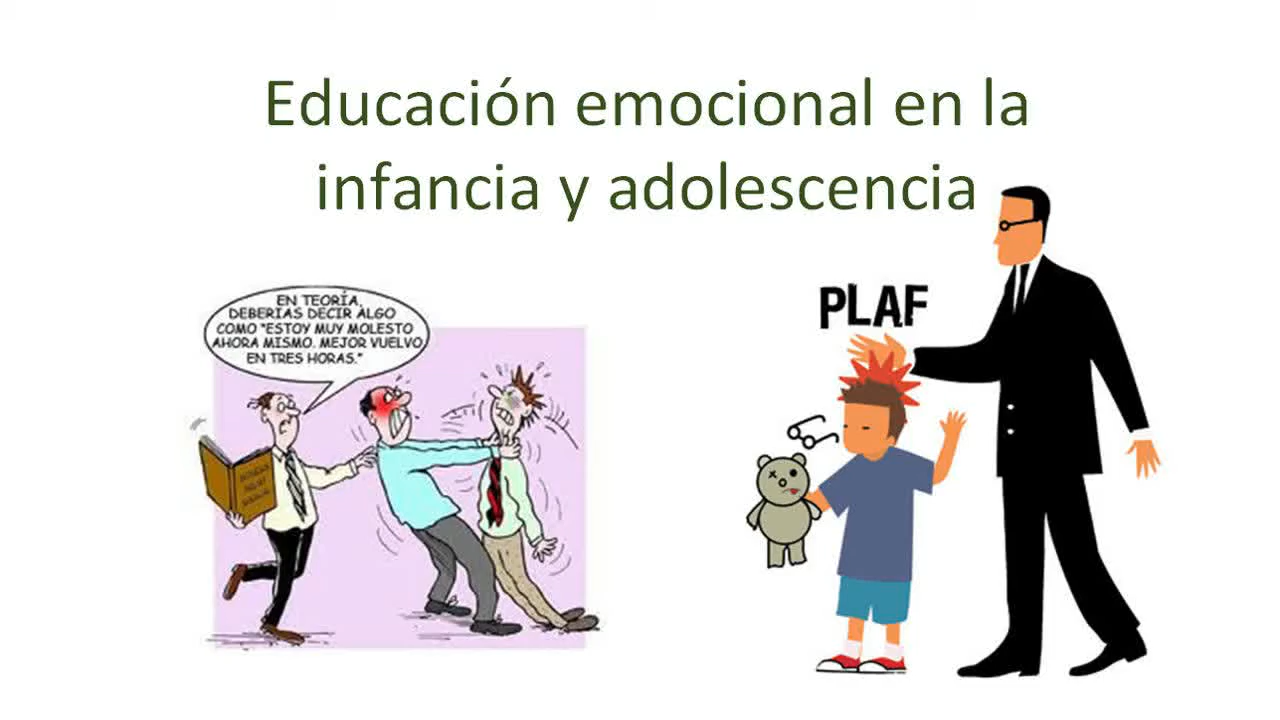 Educación emocional en la
infancia y adolescencia
EN TEORÍA,
DEBERÍAS DECIR ALGO
COMO "ESTOY MUY MOLESTO
AHORA MISMO. MEJOR VUELVO
EN TRES HORAS."
PLAF